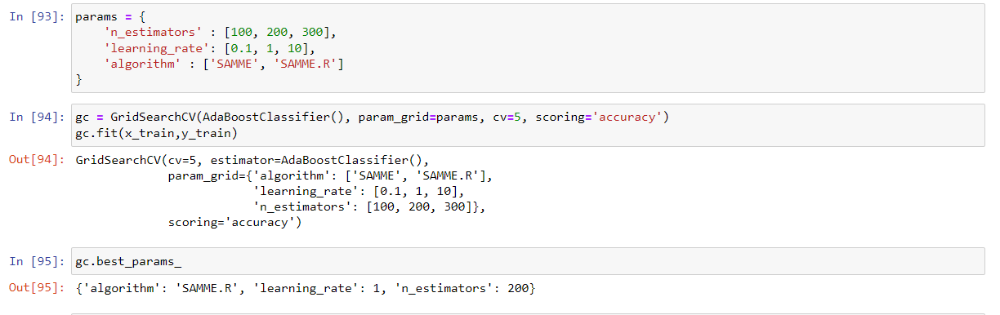 In [93]: params = {
    'n_estimators' : [100, 200, 300],
    'learning_rate': [0.1, 1, 10],
    'algorithm' : ['SAMME', 'SAMME.R']
}
In [94]: gc = GridSearchCV(AdaBoostClassifier(), param_grid=params, cv=5, scoring='accuracy')
gc.fit(x_train,y_train)
Out[94]: GridSearchCV(cv=5, estimator=AdaBoostClassifier(),
             param_grid={'algorithm': ['SAMME', 'SAMME.R'],
                         'learning_rate': [0.1, 1, 10],
                         'n_estimators': [100, 200, 300]},
             scoring='accuracy')
In [95]: gc.best_params_
Out[95]: {'algorithm': 'SAMME.R', 'learning_rate': 1, 'n_estimators': 200}